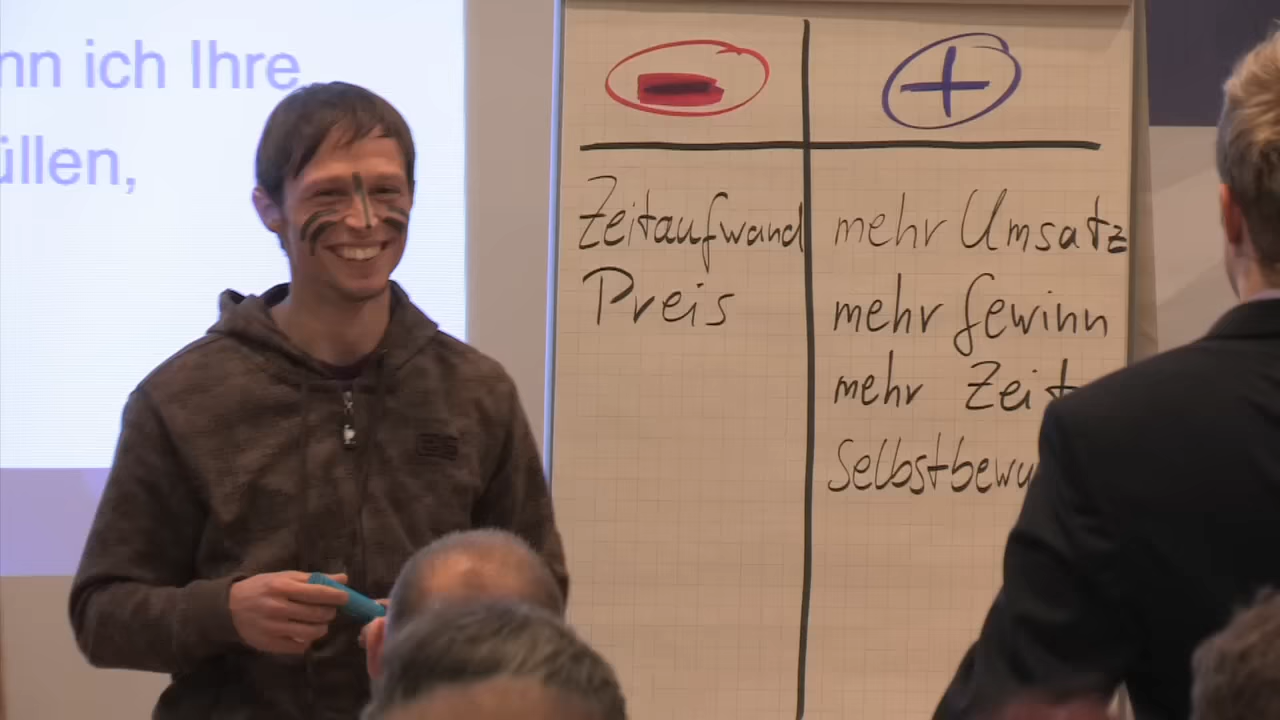 nn ich Ihre
üllen,
Zeitaufwand
Preis
mehr Umsatz
mehr Gewinn
mehr Zeit
Selbstbewu